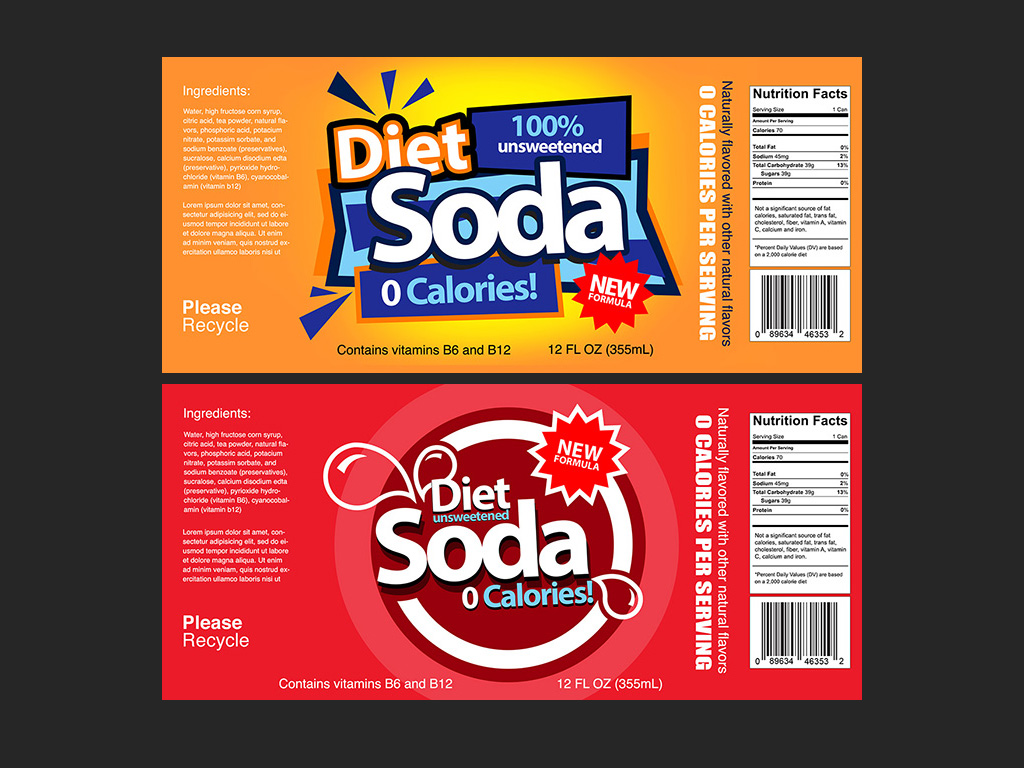 Ingredients:
Water, high fructose corn syrup,
citric acid, tea powder, natural fla-
vors, phosphoric acid, potacium
nitrate, potassim sorbate, and
sodium benzoate (preservatives),
sucralose, calcium disodium edta
(preservative), pyrioxide hydro-
chloride (vitamin B6), cyanocobal-
amin (vitamin b12)
Lorem ipsum dolor sit amet, con-
sectetur adipisicing elit, sed do ei-
usmod tempor incididunt ut labore
et dolore magna aliqua. Ut enim
ad minim veniam, quis nostrud ex-
ercitation ullamco laboris nisi ut
Please
Recycle
Diet
100%
unsweetened
Soda
0 Calories!
NEW
FORMULA
Contains vitamins B6 and B12
12 FL OZ (355mL)
Naturally flavored with other natural flavors
0 CALORIES PER SERVING
Nutrition Facts
Serving Size 1 Can
Amount Per Serving
Calories 70
Total Fat 0%
Sodium 45mg 2%
Total Carbohydrate 39g 13%
Sugars 39g
Protein 0%
Not a significant source of fat
calories, saturated fat, trans fat,
cholesterol, fiber, vitamin A, vitamin
C, calcium and iron.
*Percent Daily Values (DV) are based
on a 2,000 calorie diet
0 89634 46353 2
Ingredients:
Water, high fructose corn syrup,
citric acid, tea powder, natural fla-
vors, phosphoric acid, potacium
nitrate, potassim sorbate, and
sodium benzoate (preservatives),
sucralose, calcium disodium edta
(preservative), pyrioxide hydro-
chloride (vitamin B6), cyanocobal-
amin (vitamin b12)
Lorem ipsum dolor sit amet, con-
sectetur adipisicing elit, sed do ei-
usmod tempor incididunt ut labore
et dolore magna aliqua. Ut enim
ad minim veniam, quis nostrud ex-
ercitation ullamco laboris nisi ut
Please
Recycle
NEW
FORMULA
Diet
unsweetened
Soda
0 Calories!
Contains vitamins B6 and B12
12 FL OZ (355mL)
Naturally flavored with other natural flavors
0 CALORIES PER SERVING
Nutrition Facts
Serving Size 1 Can
Amount Per Serving
Calories 70
Total Fat 0%
Sodium 45mg 2%
Total Carbohydrate 39g 13%
Sugars 39g
Protein 0%
Not a significant source of fat
calories, saturated fat, trans fat,
cholesterol, fiber, vitamin A, vitamin
C, calcium and iron.
*Percent Daily Values (DV) are based
on a 2,000 calorie diet
0 89634 46353 2